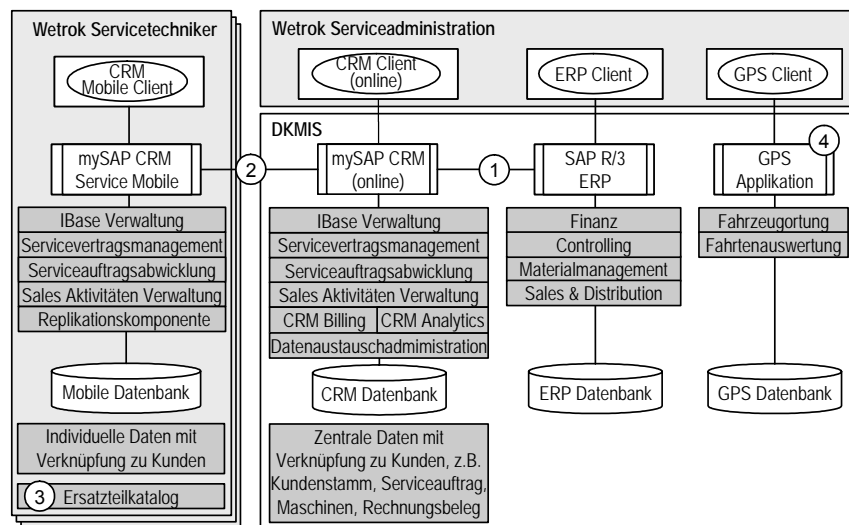 Wetrok Servicetechniker
CRM
Mobile Client
mySAP CRM
Service Mobile
IBase Verwaltung
Servicevertragsmanagement
Serviceauftragsabwicklung
Sales Aktivitäten Verwaltung
Replikationskomponente
Mobile Datenbank
Individuelle Daten mit
Verknüpfung zu Kunden
3 Ersatzteilkatalog
2
Wetrok Serviceadministration
CRM Client
(online)
ERP Client
GPS Client
DKMIS
mySAP CRM
(online)
IBase Verwaltung
Servicevertragsmanagement
Serviceauftragsabwicklung
Sales Aktivitäten Verwaltung
CRM Billing CRM Analytics
Datenaustauschadmimistration
CRM Datenbank
Zentrale Daten mit
Verknüpfung zu Kunden, z.B.
Kundenstamm, Serviceauftrag,
Maschinen, Rechnungsbeleg
1
SAP R/3
ERP
Finanz
Controlling
Materialmanagement
Sales & Distribution
ERP Datenbank
4
GPS
Applikation
Fahrzeugortung
Fahrtenauswertung
GPS Datenbank